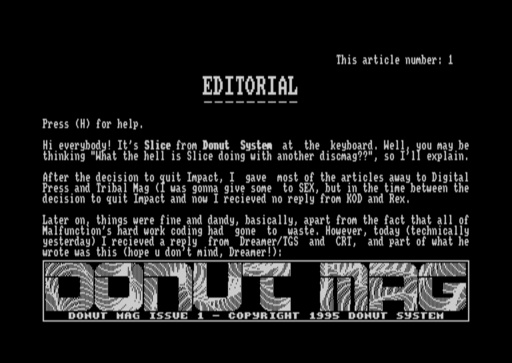 This article number: 1
EDITORIAL
Press (H) for help.
Hi everybody! It's Slice from Donut System at the keyboard. Well, you may be
thinking "What the hell is Slice doing with another discmag??", so I'll explain.
After the decision to quit Impact, I gave most of the articles away to Digital
Press and Tribal Mag (I was gonna give some to SEX, but in the time between the
decision to quit Impact and now I recieved no reply from KOD and Rex.
Later on, things were fine and dandy, basically, apart from the fact that all of
Malfunction's hard work coding had gone to waste. However, today (technically
yesterday) I recieved a reply from Dreamer/TGS and CRT, and part of what he
wrote was this (hope u don't mind, Dreamer!):
DONUT MAG
DONUT MAG ISSUE 1 - COPYRIGHT 1995 DONUT SYSTEM